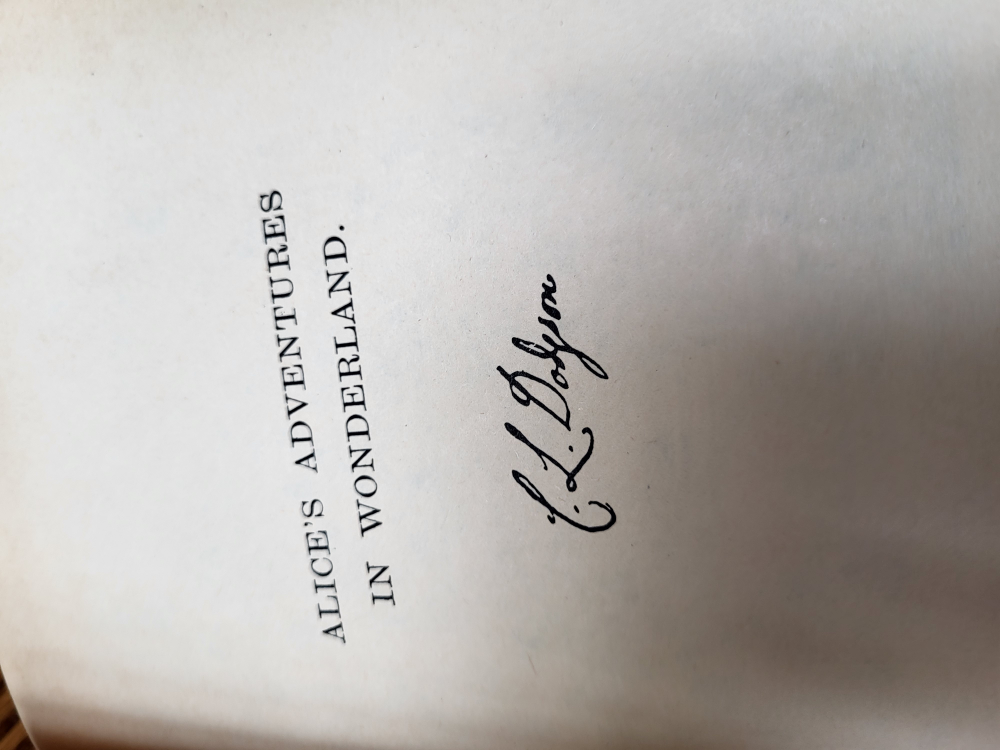 ALICE'S ADVENTURES
IN WONDERLAND.
C. L. Dodgson